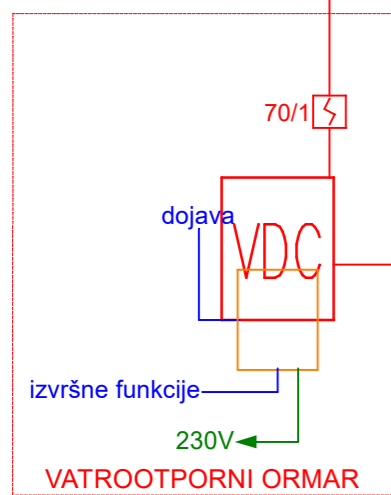 70/1
dojava
VDC
izvršne funkcije
230V
VATROOTPORNI ORMAR